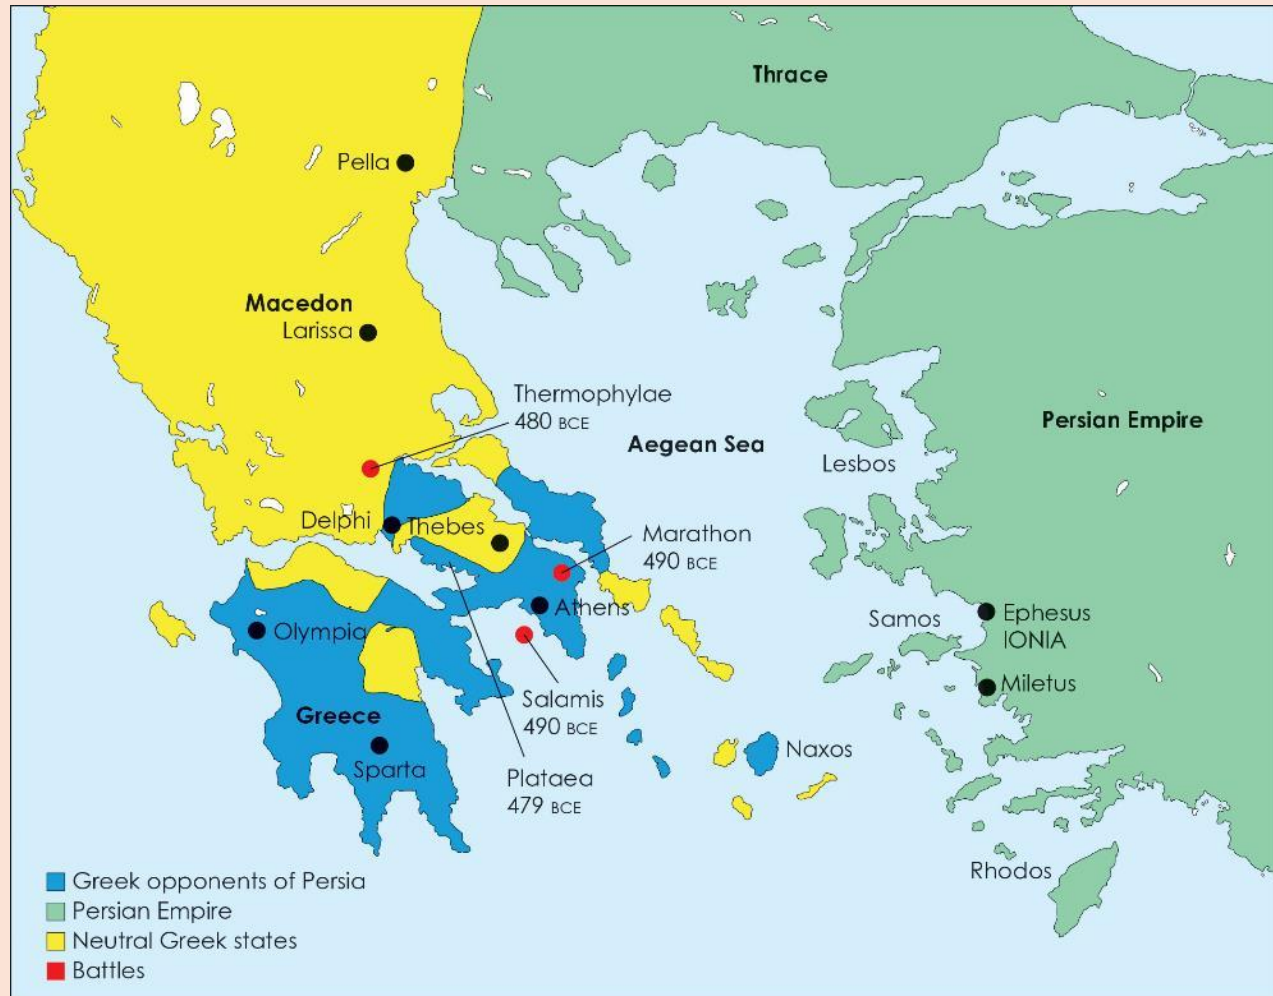 Thrace
Pella
Macedon
Larissa
Thermophylae
480 BCE
Aegean Sea
Persian Empire
Lesbos
Delphi
Thebes
Marathon
490 BCE
Athens
Samos
Ephesus
IONIA
Olympia
Miletus
Salamis
490 BCE
Greece
Naxos
Sparta
Plataea
479 BCE
Rhodos
Greek opponents of Persia
Persian Empire
Neutral Greek states
Battles